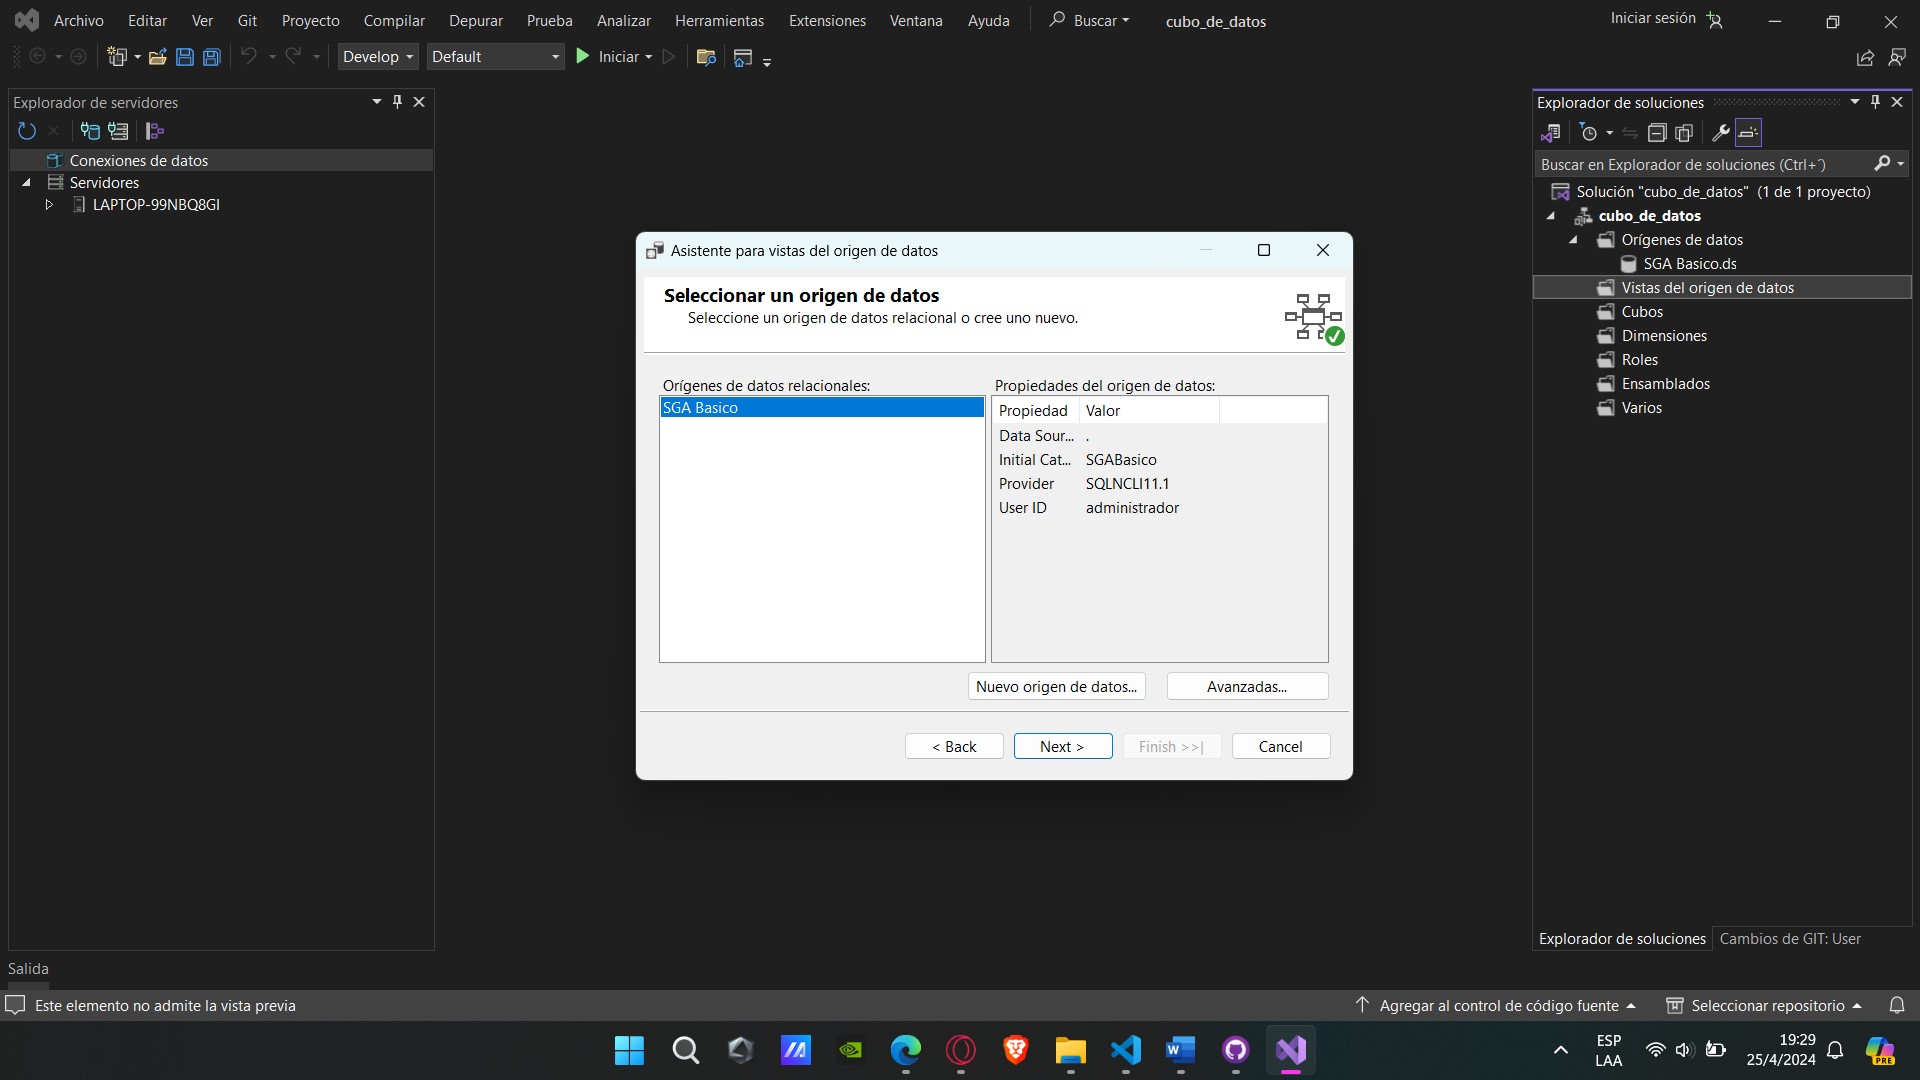 Archivo Editar Ver Git Proyecto Compilar Depurar Prueba Analizar Herramientas Extensiones Ventana Ayuda Buscar cubo_de_datos Iniciar sesión
Develop Default Iniciar
Explorador de servidores
Conexiones de datos
Servidores
LAPTOP-99NBQ8GI
Asistente para vistas del origen de datos
Seleccionar un origen de datos
Seleccione un origen de datos relacional o cree uno nuevo.
Orígenes de datos relacionales:
SGA Basico
Propiedades del origen de datos:
Propiedad Valor
Data Sour... .
Initial Cat... SGABasico
Provider SQLNCLI11.1
User ID administrador
Nuevo origen de datos... Avanzadas...
< Back Next > Finish >>| Cancel
Explorador de soluciones
Buscar en Explorador de soluciones (Ctrl+´)
Solución "cubo_de_datos" (1 de 1 proyecto)
cubo_de_datos
Orígenes de datos
SGA Basico.ds
Vistas del origen de datos
Cubos
Dimensiones
Roles
Ensamblados
Varios
Explorador de soluciones Cambios de GIT: User
Salida
Este elemento no admite la vista previa Agregar al control de código fuente Seleccionar repositorio
ESP
LAA
19:29
25/4/2024
PRE